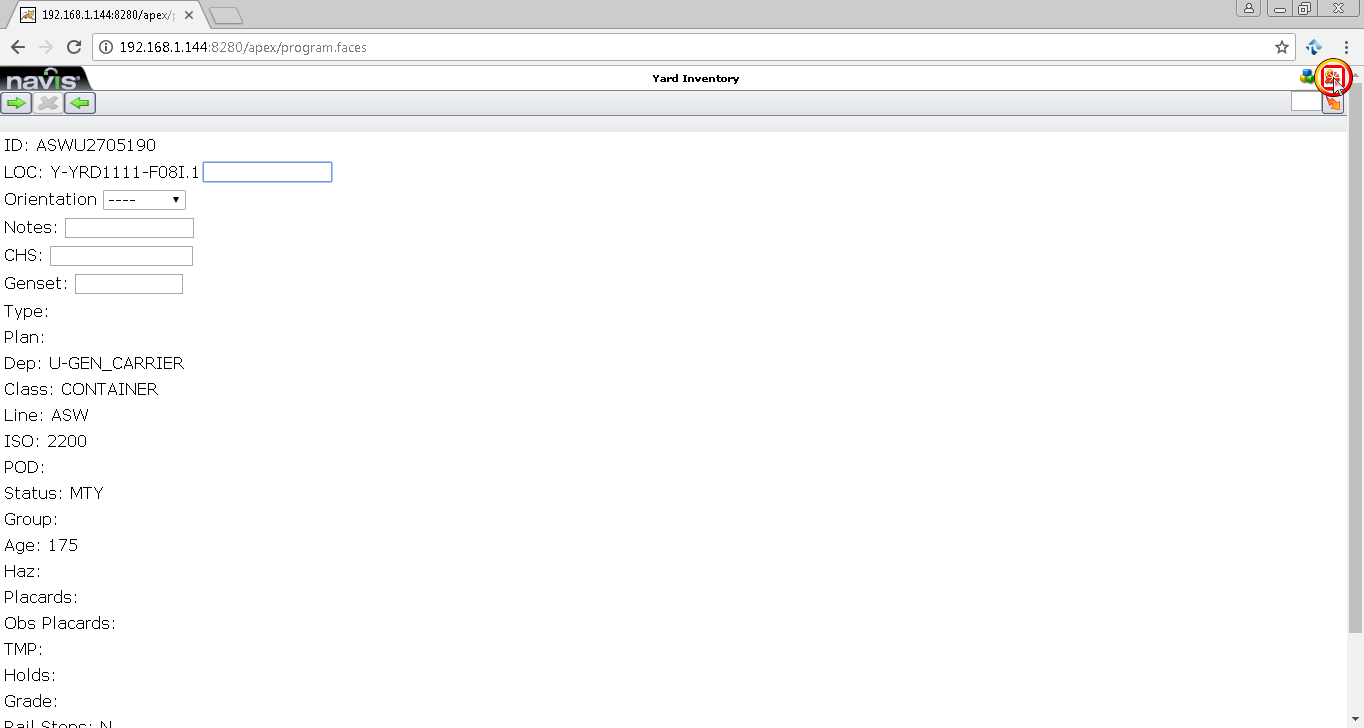 192.168.1.144:8280/apex/p
192.168.1.144:8280/apex/program.faces
navis
Yard Inventory
ID: ASWU2705190
LOC: Y-YRD1111-F08I.1
Orientation ----
Notes:
CHS:
Genset:
Type:
Plan:
Dep: U-GEN_CARRIER
Class: CONTAINER
Line: ASW
ISO: 2200
POD:
Status: MTY
Group:
Age: 175
Haz:
Placards:
Obs Placards:
TMP:
Holds:
Grade:
Rail Stops: N